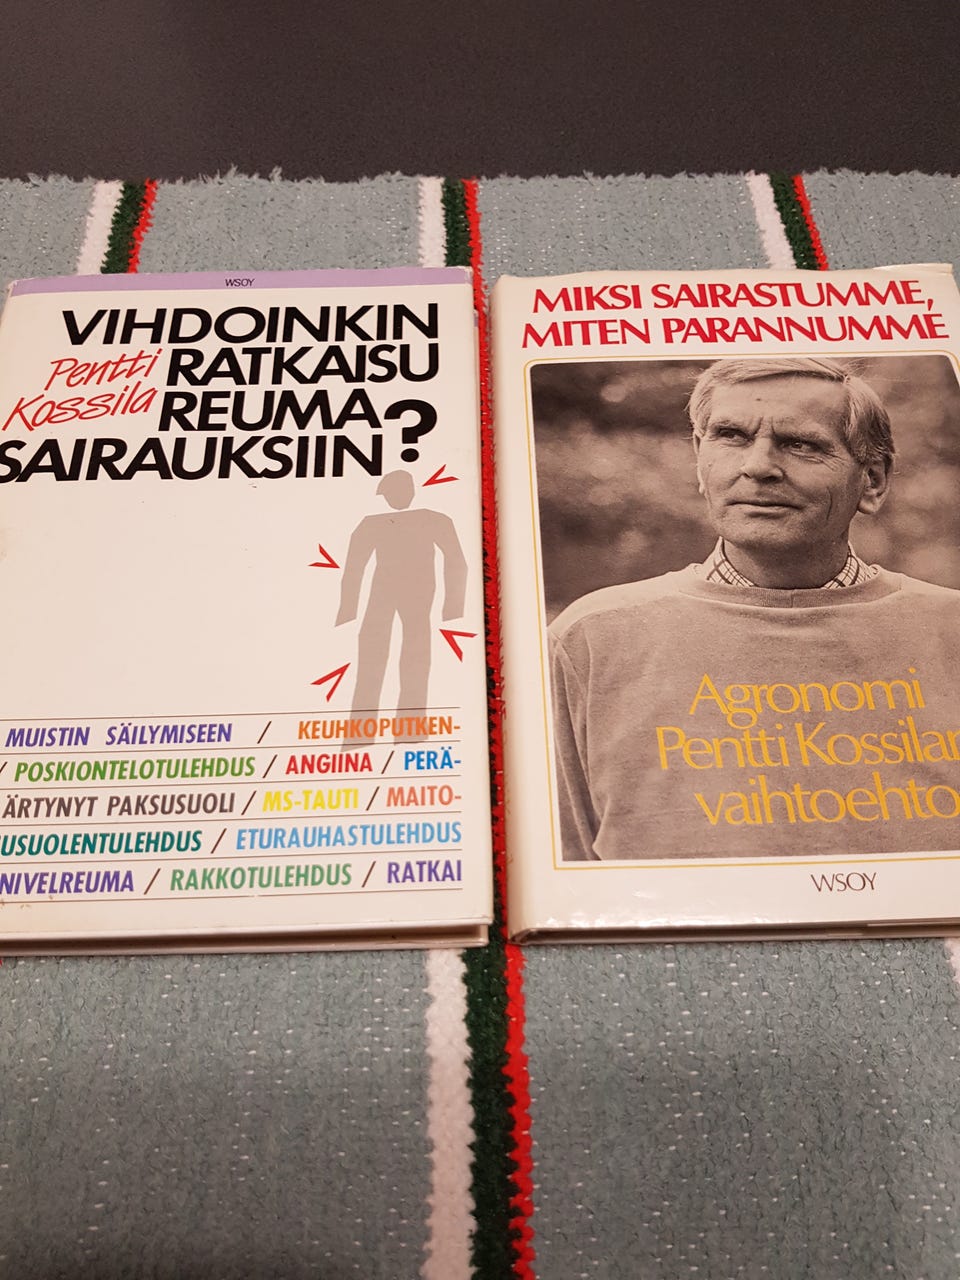 WSOY
VIHDOINKIN
Pentti RATKAISU
Kossila REUMA
SAIRAUKSIIN?
MUISTIN SÄILYMISEEN / KEUHKOPUTKEN-
/ POSKIONTELOTULEHDUS / ANGIINA / PERÄ-
ÄRTYNYT PAKSUSUOLI / MS-TAUTI / MAITO-
USUOLENTULEHDUS / ETURAUHASTULEHDUS
NIVELREUMA / RAKKOTULEHDUS / RATKAI
MIKSI SAIRASTUMME,
MITEN PARANNUMME
Agronomi
Pentti Kossilan
vaihtoehto
WSOY